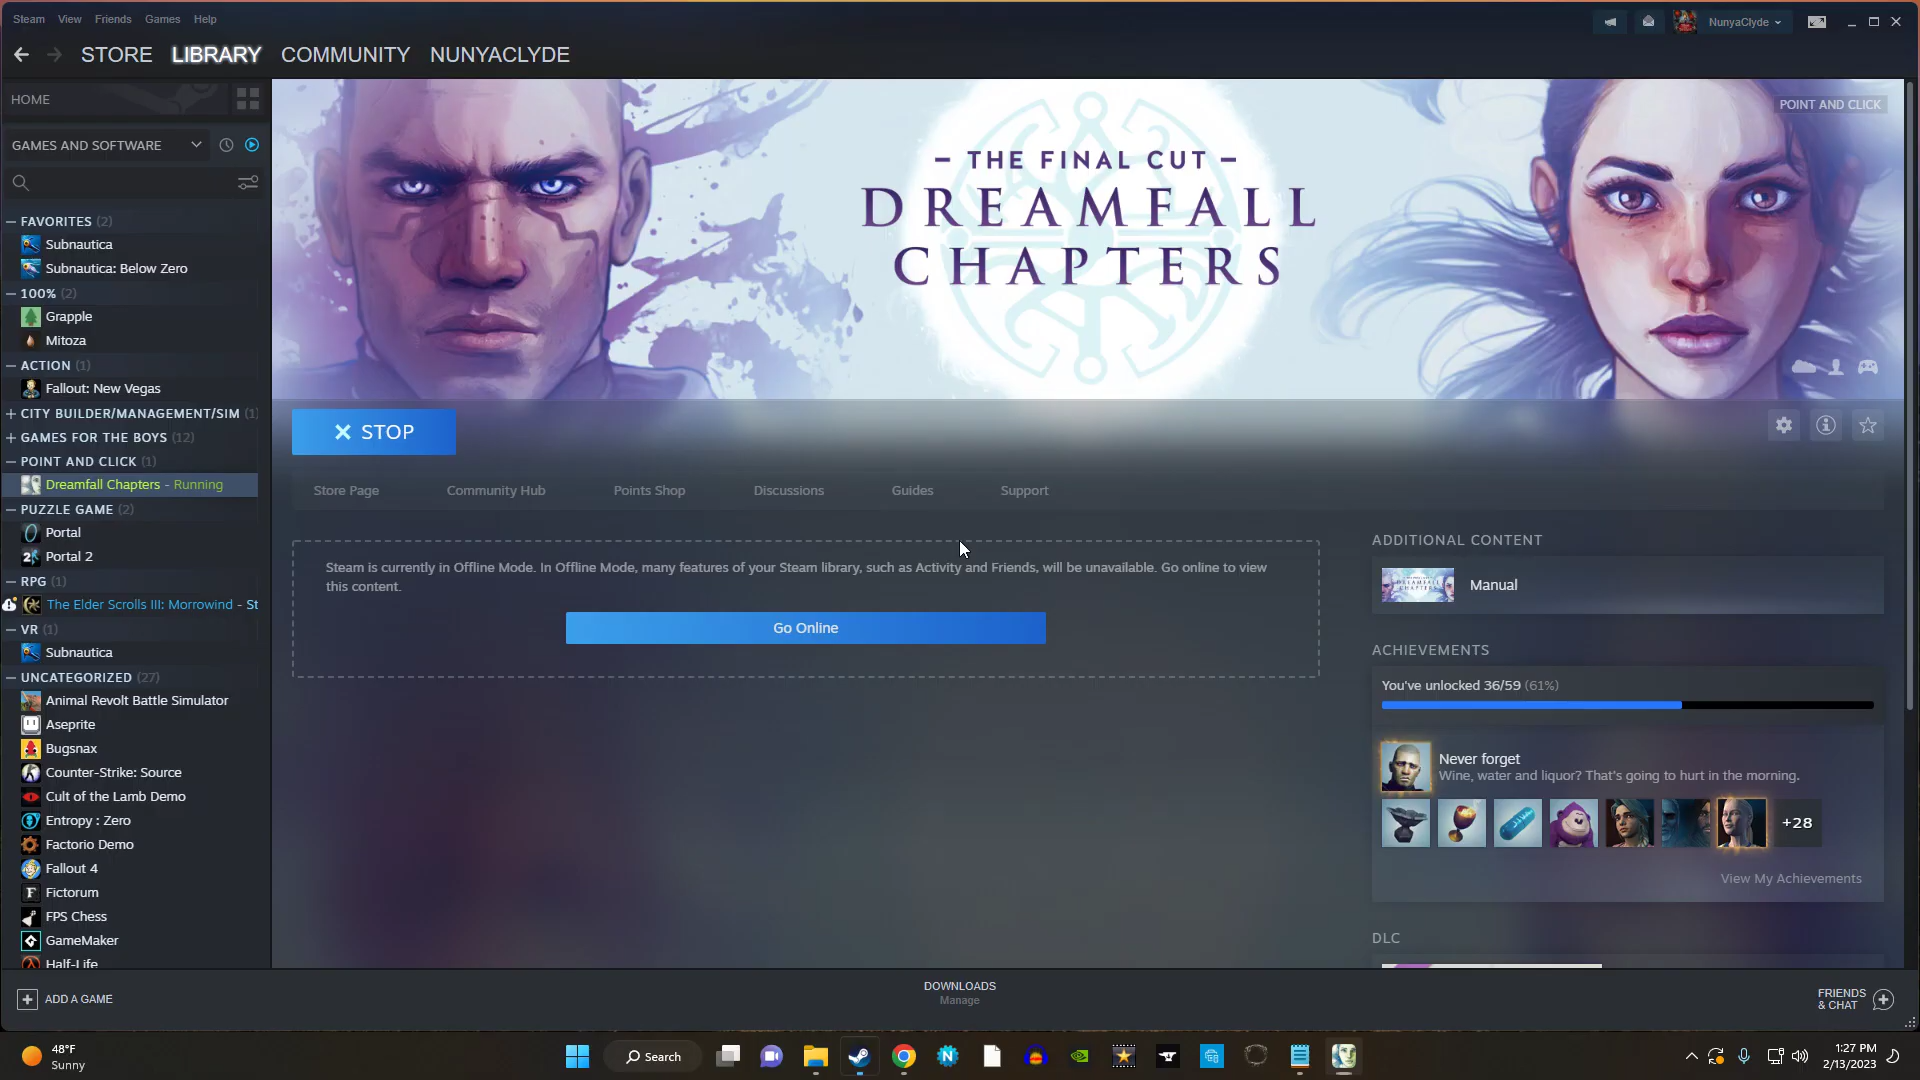 Steam View Friends Games Help
NunyaClyde
STORE LIBRARY COMMUNITY NUNYACLYDE
HOME
GAMES AND SOFTWARE
FAVORITES (2)
Subnautica
Subnautica: Below Zero
100% (2)
Grapple
Mitoza
ACTION (1)
Fallout: New Vegas
CITY BUILDER/MANAGEMENT/SIM (1)
GAMES FOR THE BOYS (12)
POINT AND CLICK (1)
Dreamfall Chapters - Running
PUZZLE GAME (2)
Portal
Portal 2
RPG (1)
The Elder Scrolls III: Morrowind - St
VR (1)
Subnautica
UNCATEGORIZED (27)
Animal Revolt Battle Simulator
Aseprite
Bugsnax
Counter-Strike: Source
Cult of the Lamb Demo
Entropy : Zero
Factorio Demo
Fallout 4
Fictorum
FPS Chess
GameMaker
Half-Life
POINT AND CLICK
– THE FINAL CUT –
DREAMFALL
CHAPTERS
STOP
Store Page Community Hub Points Shop Discussions Guides Support
Steam is currently in Offline Mode. In Offline Mode, many features of your Steam library, such as Activity and Friends, will be unavailable. Go online to view
this content.
Go Online
ADDITIONAL CONTENT
Manual
ACHIEVEMENTS
You've unlocked 36/59 (61%)
Never forget
Wine, water and liquor? That's going to hurt in the morning.
+28
View My Achievements
DLC
ADD A GAME
DOWNLOADS
Manage
FRIENDS
& CHAT
48°F
Sunny
Search
1:27 PM
2/13/2023